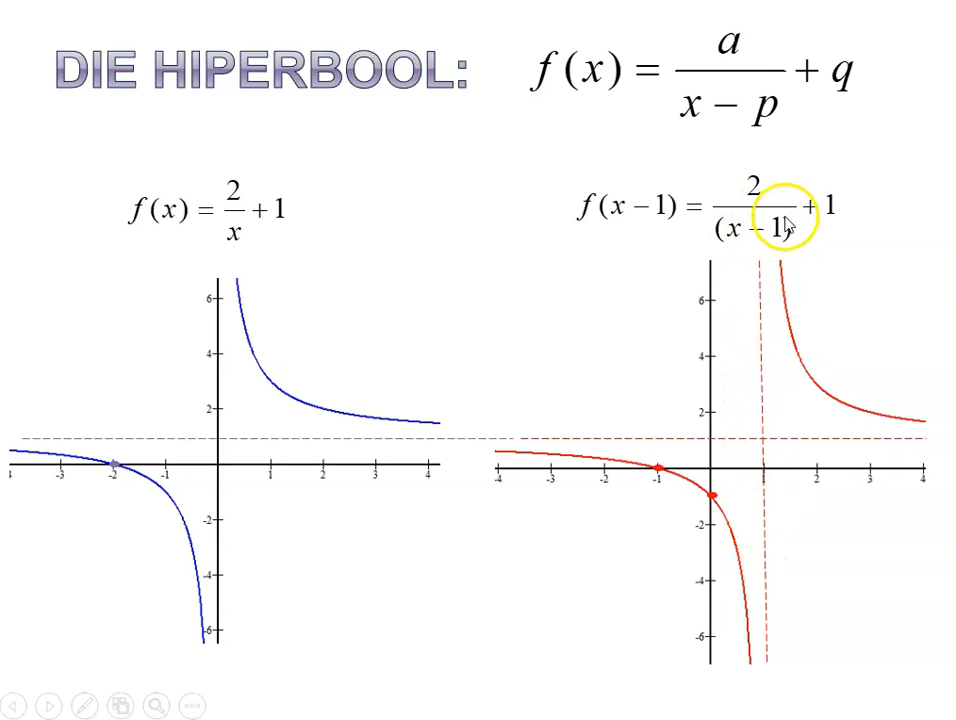 DIE HIPERBOOL:
f(x) = a/(x − p) + q
f(x) = 2/x + 1
f(x − 1) = 2/(x − 1) + 1
6
4
2
4 -3 -2 -1 1 2 3 4
-2
-4
-6
6
4
2
-4 -3 -2 -1 1 2 3 4
-2
-4
-6